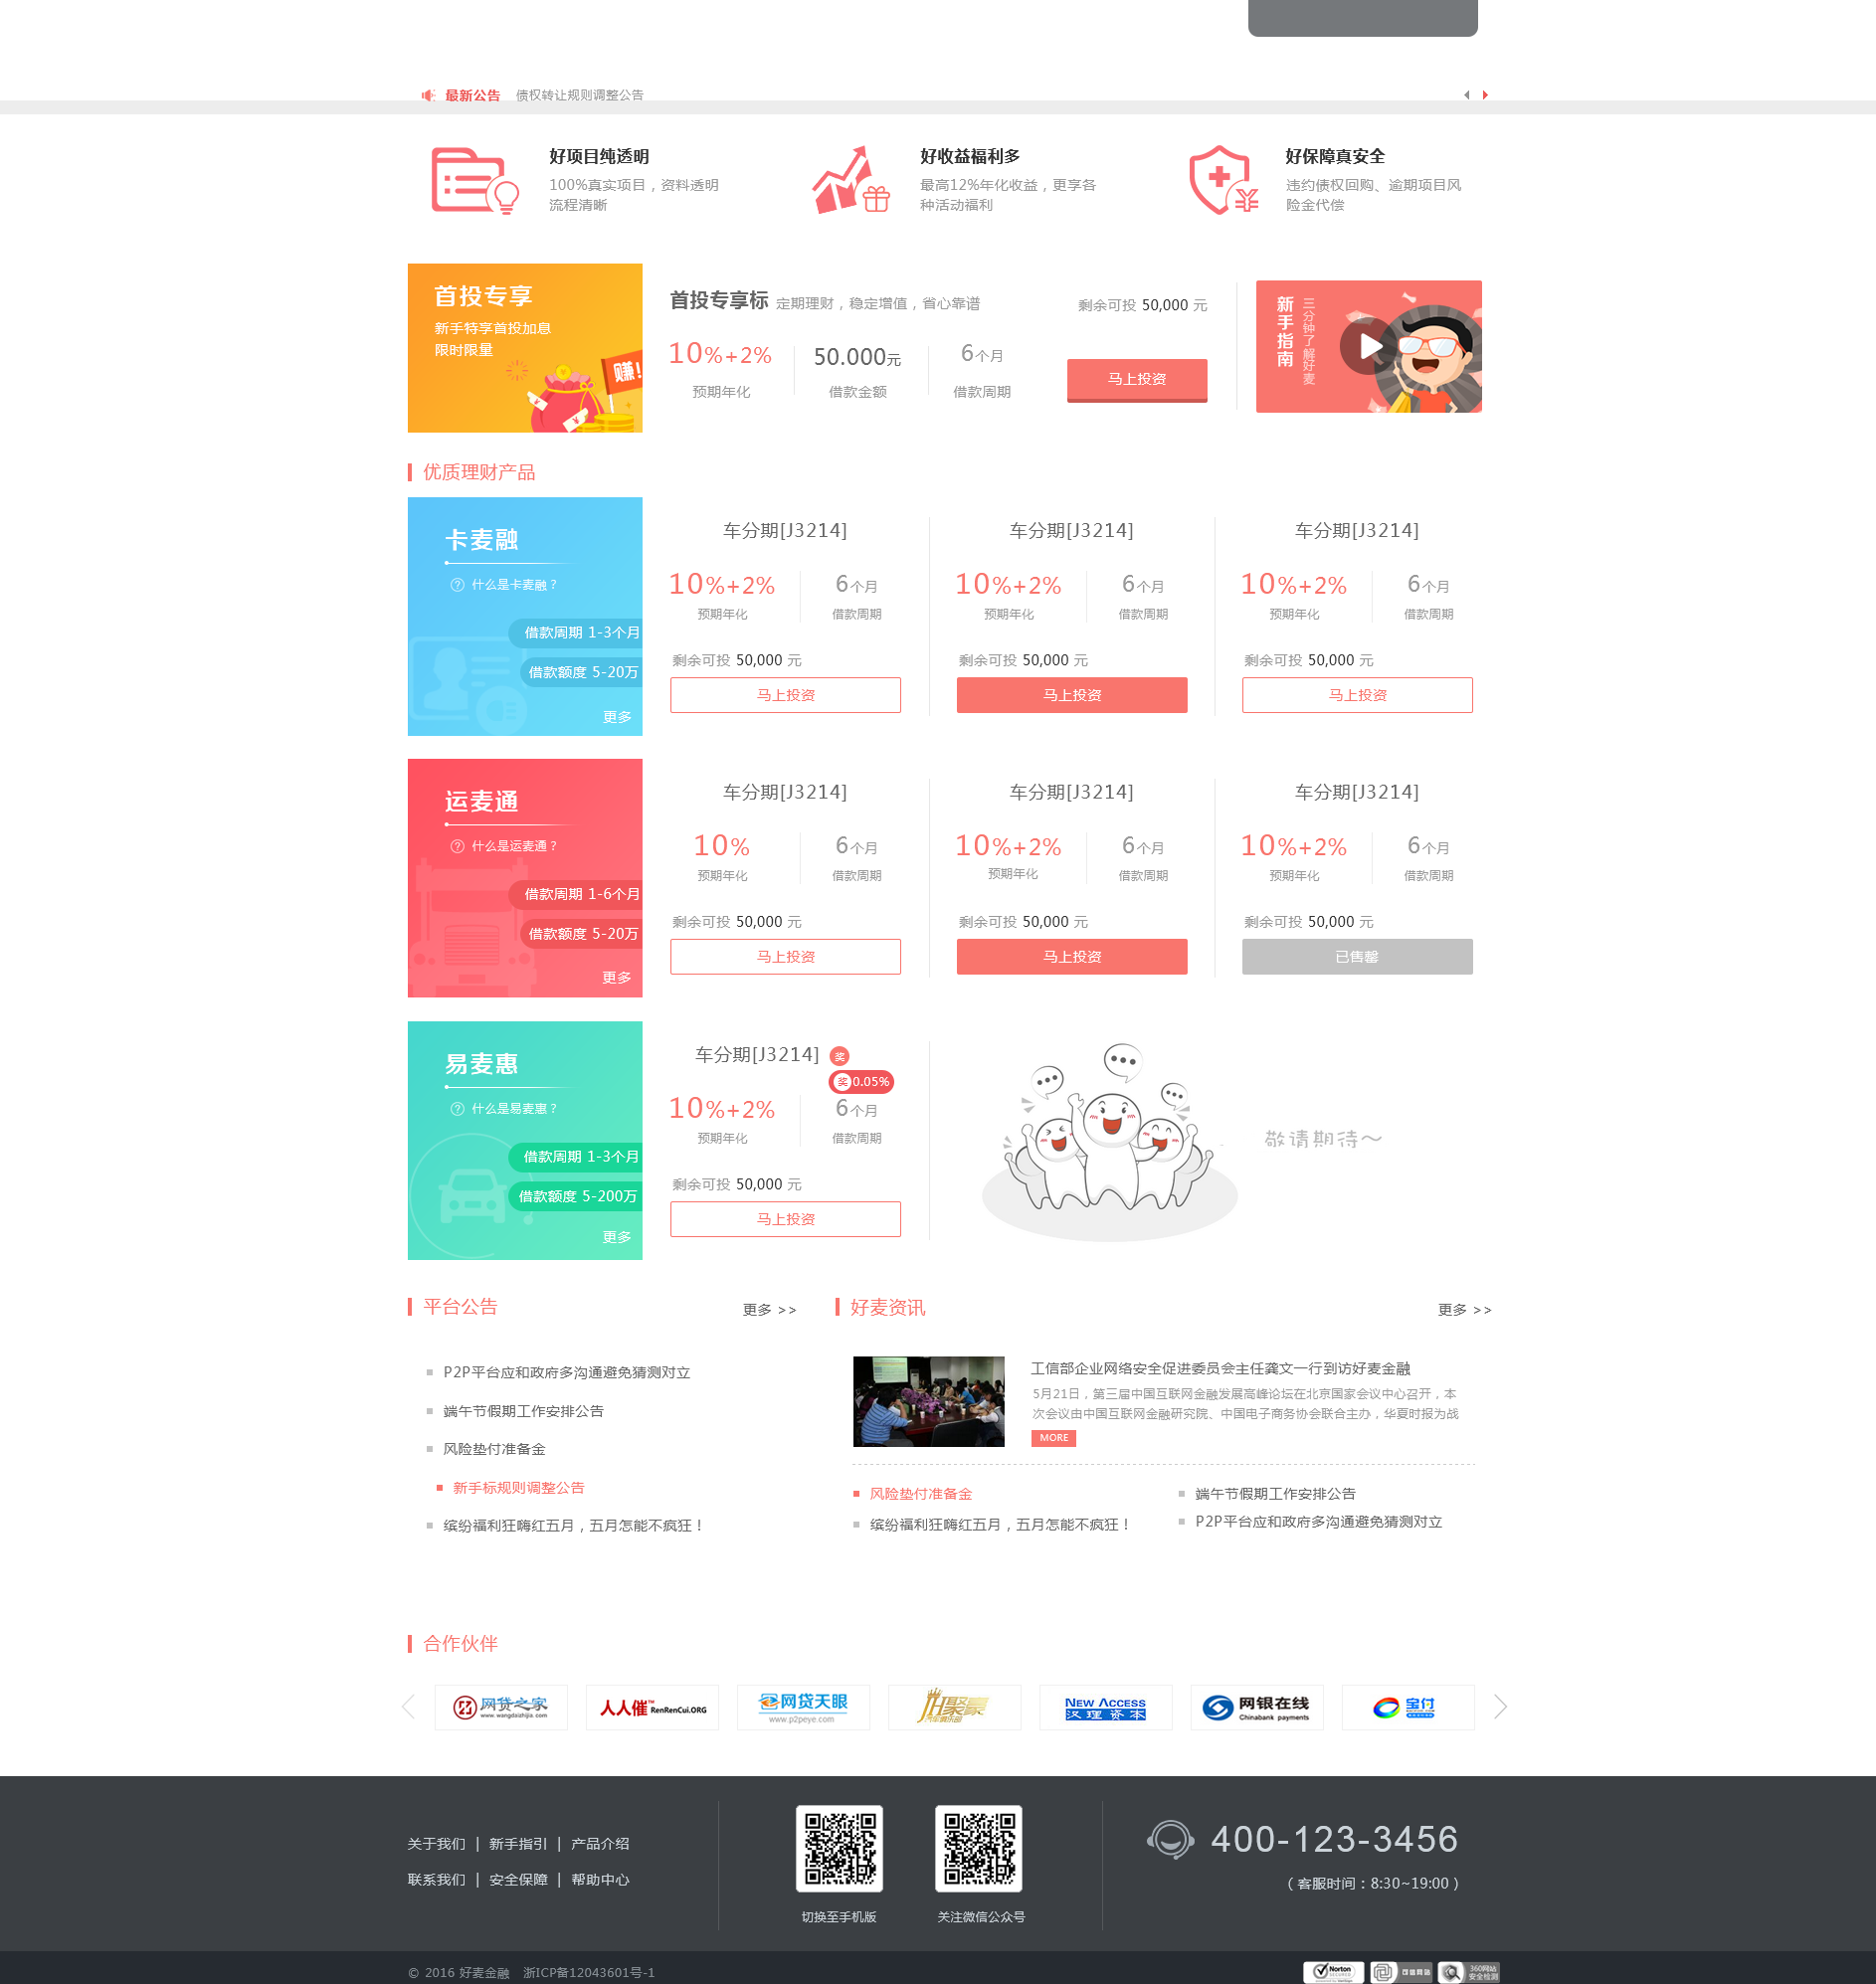 最新公告 债权转让规则调整公告
好项目纯透明
100%真实项目，资料透明
流程清晰
好收益福利多
最高12%年化收益，更享各
种活动福利
好保障真安全
违约债权回购、逾期项目风
险金代偿
首投专享
新手特享首投加息
限时限量
赚!
首投专享标 定期理财，稳定增值，省心靠谱
剩余可投 50,000 元
10%+2%
预期年化
50.000元
借款金额
6个月
借款周期
马上投资
新手指南
三分钟了解好麦
优质理财产品
卡麦融
什么是卡麦融？
借款周期 1-3个月
借款额度 5-20万
更多
车分期[J3214]
10%+2%
预期年化
6个月
借款周期
剩余可投 50,000 元
马上投资
车分期[J3214]
10%+2%
预期年化
6个月
借款周期
剩余可投 50,000 元
马上投资
车分期[J3214]
10%+2%
预期年化
6个月
借款周期
剩余可投 50,000 元
马上投资
运麦通
什么是运麦通？
借款周期 1-6个月
借款额度 5-20万
更多
车分期[J3214]
10%
预期年化
6个月
借款周期
剩余可投 50,000 元
马上投资
车分期[J3214]
10%+2%
预期年化
6个月
借款周期
剩余可投 50,000 元
马上投资
车分期[J3214]
10%+2%
预期年化
6个月
借款周期
剩余可投 50,000 元
已售罄
易麦惠
什么是易麦惠？
借款周期 1-3个月
借款额度 5-200万
更多
车分期[J3214] 奖
奖 0.05%
10%+2%
预期年化
6个月
借款周期
剩余可投 50,000 元
马上投资
敬请期待～
平台公告
更多 >>
P2P平台应和政府多沟通避免猜测对立
端午节假期工作安排公告
风险垫付准备金
新手标规则调整公告
缤纷福利狂嗨红五月，五月怎能不疯狂！
好麦资讯
更多 >>
工信部企业网络安全促进委员会主任龚文一行到访好麦金融
5月21日，第三届中国互联网金融发展高峰论坛在北京国家会议中心召开，本
次会议由中国互联网金融研究院、中国电子商务协会联合主办，华夏时报为战
MORE
风险垫付准备金
端午节假期工作安排公告
缤纷福利狂嗨红五月，五月怎能不疯狂！
P2P平台应和政府多沟通避免猜测对立
合作伙伴
网贷之家
www.wangdaizhijia.com
人人催™ RenRenCui.ORG
网贷天眼
www.p2peye.com
聚豪
New Access
汉理资本
网银在线
Chinabank payments
宝付
关于我们 | 新手指引 | 产品介绍
联系我们 | 安全保障 | 帮助中心
切换至手机版
关注微信公众号
400-123-3456
（客服时间：8:30~19:00）
© 2016 好麦金融 浙ICP备12043601号-1
Norton
SECURED
可信网站
360网站
安全检测